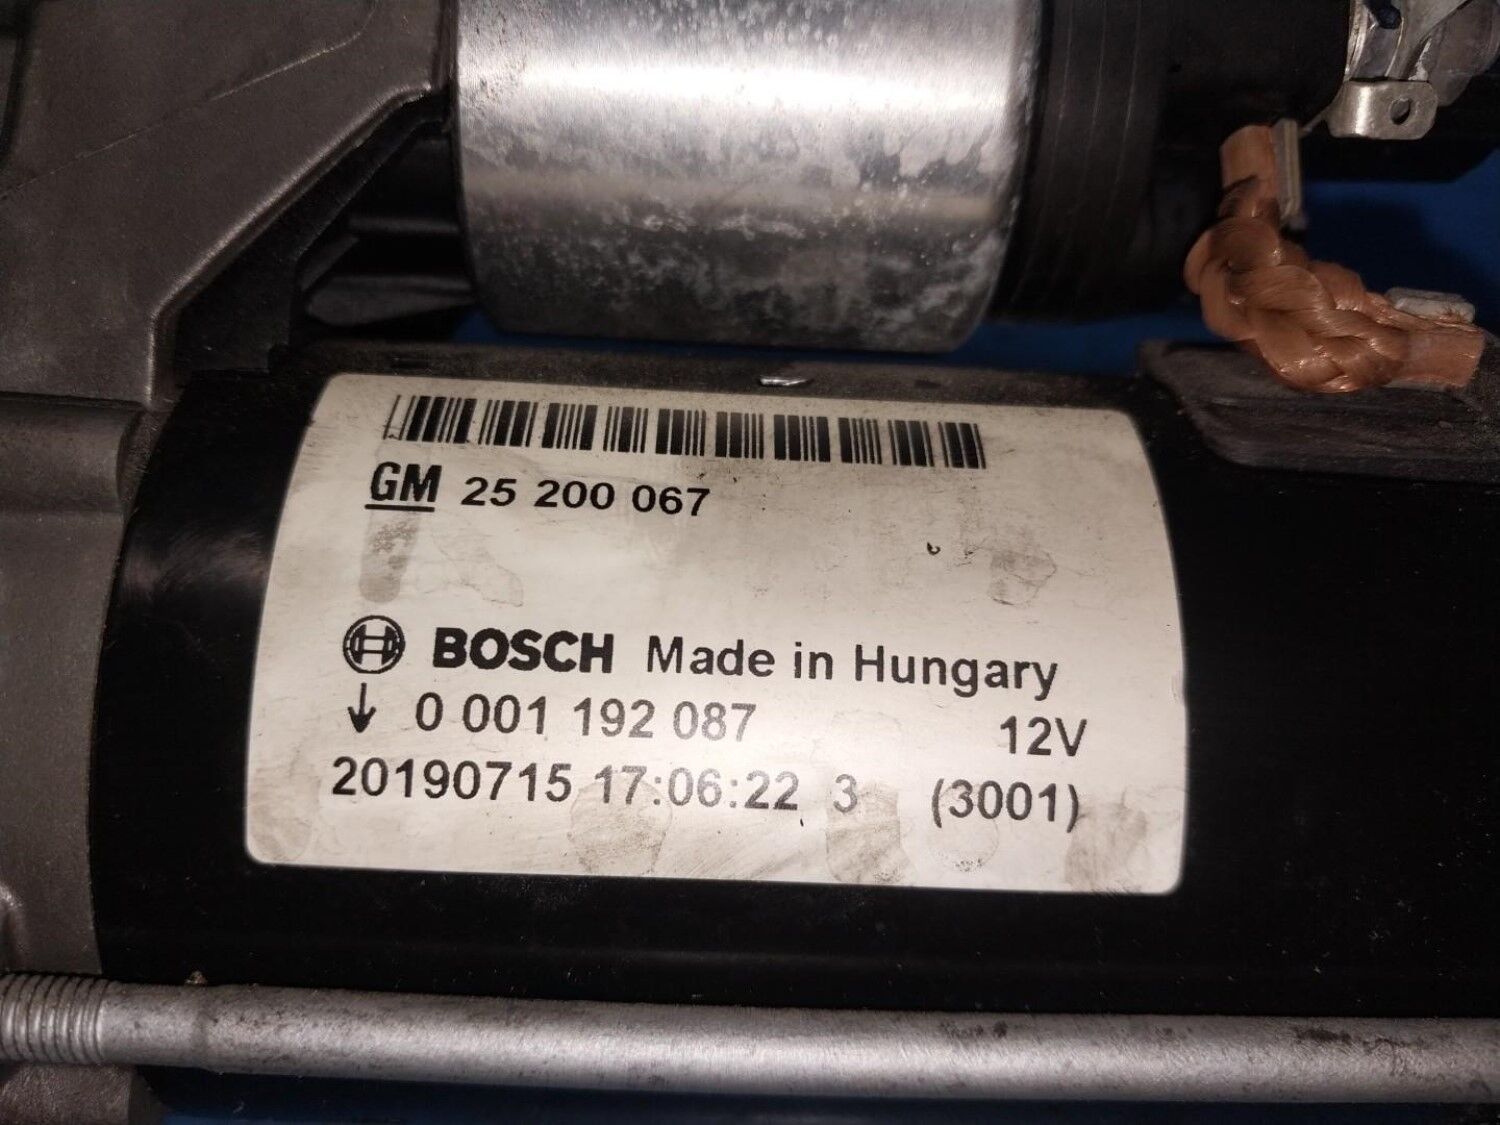 GM 25 200 067
BOSCH Made in Hungary
↓ 0 001 192 087 12V
20190715 17:06:22 3 (3001)